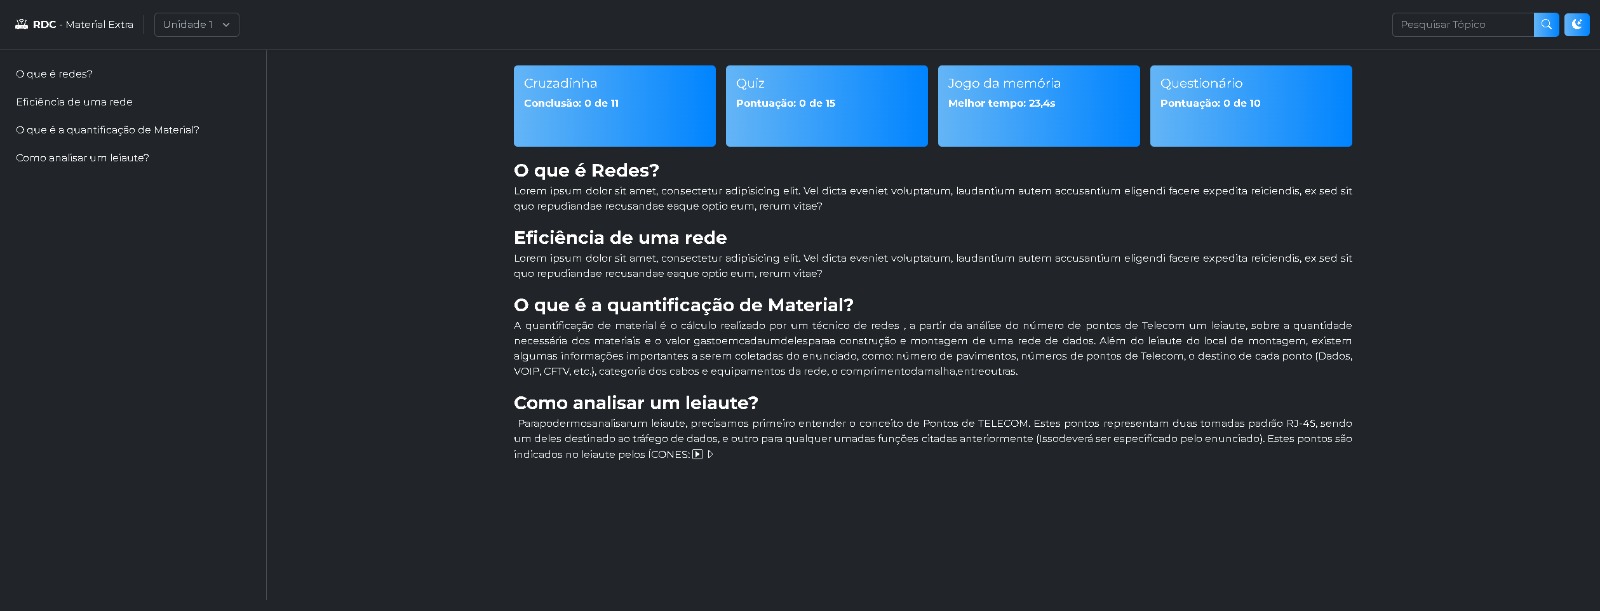 RDC - Material Extra
Unidade 1
Pesquisar Tópico
O que é redes?
Eficiência de uma rede
O que é a quantificação de Material?
Como analisar um leiaute?
Cruzadinha
Conclusão: 0 de 11
Quiz
Pontuação: 0 de 15
Jogo da memória
Melhor tempo: 23,4s
Questionário
Pontuação: 0 de 10
O que é Redes?
Lorem ipsum dolor sit amet, consectetur adipisicing elit. Vel dicta eveniet voluptatum, laudantium autem accusantium eligendi facere expedita reiciendis, ex sed sit
quo repudiandae recusandae eaque optio eum, rerum vitae?
Eficiência de uma rede
Lorem ipsum dolor sit amet, consectetur adipisicing elit. Vel dicta eveniet voluptatum, laudantium autem accusantium eligendi facere expedita reiciendis, ex sed sit
quo repudiandae recusandae eaque optio eum, rerum vitae?
O que é a quantificação de Material?
A quantificação de material é o cálculo realizado por um técnico de redes , a partir da análise do número de pontos de Telecom um leiaute, sobre a quantidade
necessária dos materiais e o valor gastoemcadaumdelesparaa construção e montagem de uma rede de dados. Além do leiaute do local de montagem, existem
algumas informações importantes a serem coletadas do enunciado, como: número de pavimentos, números de pontos de Telecom, o destino de cada ponto (Dados,
VOIP, CFTV, etc.), categoria dos cabos e equipamentos da rede, o comprimentodamalha,entreoutras.
Como analisar um leiaute?
Parapodermosanalisarum leiaute, precisamos primeiro entender o conceito de Pontos de TELECOM. Estes pontos representam duas tomadas padrão RJ-45, sendo
um deles destinado ao tráfego de dados, e outro para qualquer umadas funções citadas anteriormente (Issodeverá ser especificado pelo enunciado). Estes pontos são
indicados no leiaute pelos ÍCONES: